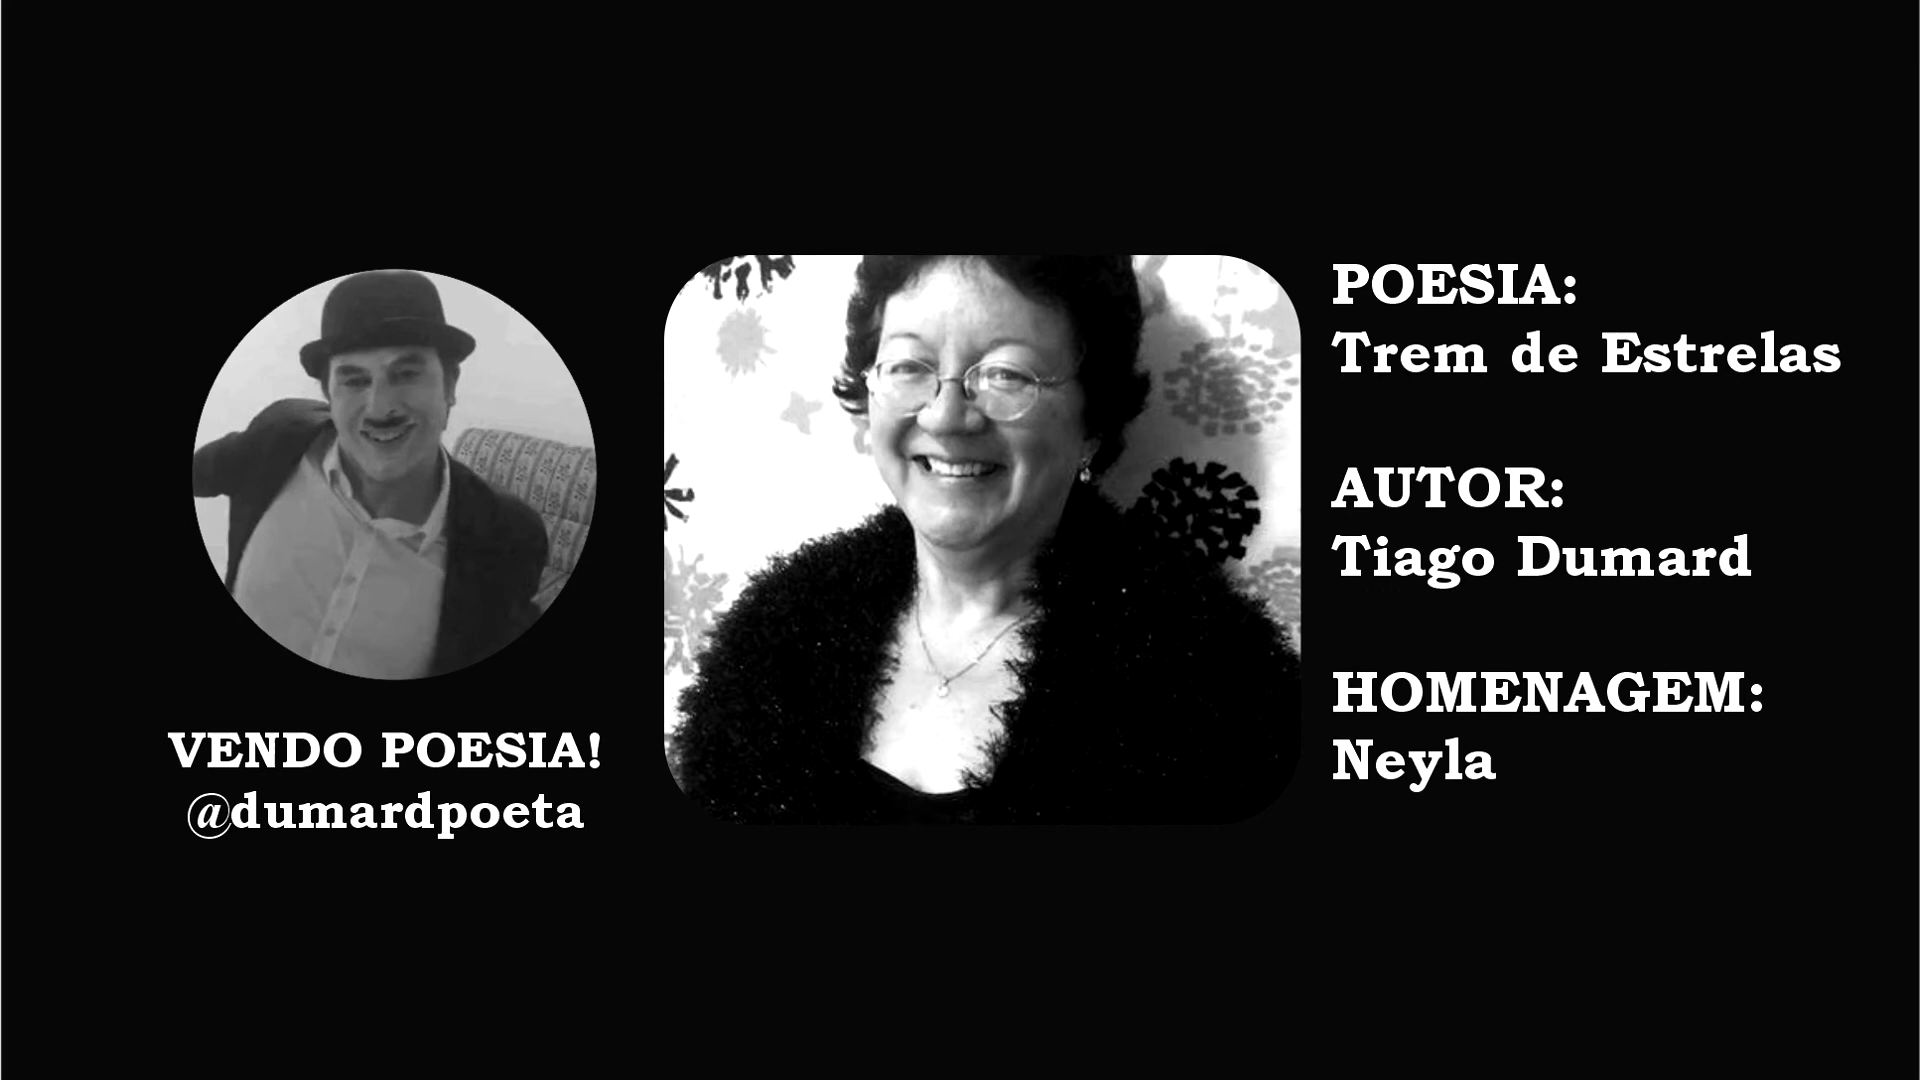 VENDO POESIA!
@dumardpoeta
POESIA:
Trem de Estrelas
AUTOR:
Tiago Dumard
HOMENAGEM:
Neyla